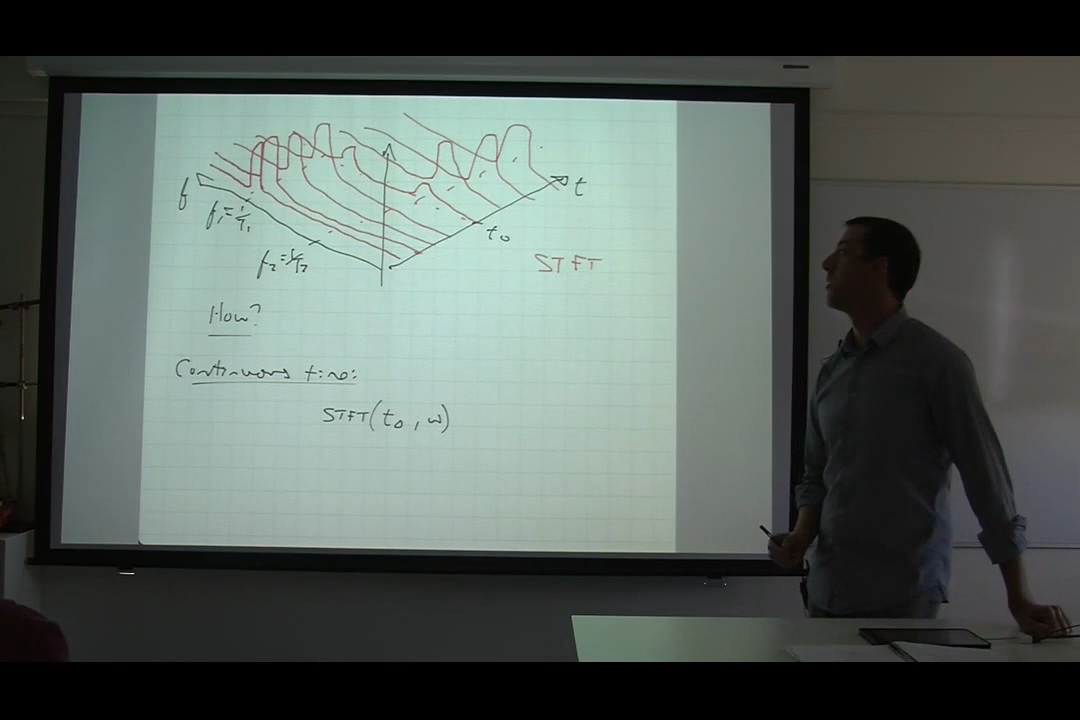 f
t
f₁ = 1/T₁
t₀
f₂ = 1/T₂
STFT
How?
Continuous time:
STFT(t₀, ω)